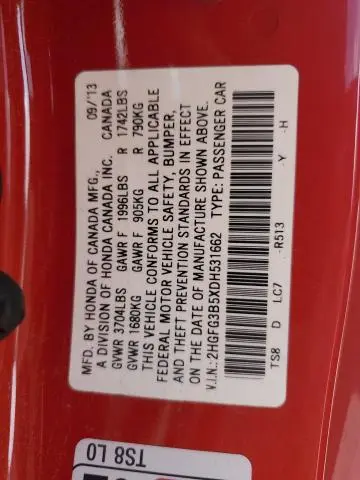 MFD. BY HONDA OF CANADA MFG., 09/'13
A DIVISION OF HONDA CANADA INC. CANADA
GVWR 3704LBS GAWR F 1996LBS R 1742LBS
GVWR 1680KG GAWR F 905KG R 790KG
THIS VEHICLE CONFORMS TO ALL APPLICABLE
FEDERAL MOTOR VEHICLE SAFETY, BUMPER,
AND THEFT PREVENTION STANDARDS IN EFFECT
ON THE DATE OF MANUFACTURE SHOWN ABOVE.
V.I.N.:2HGFG3B5XDH531662 TYPE: PASSENGER CAR
TS8 D LC7 -R513 -Y -H
TS8 L0